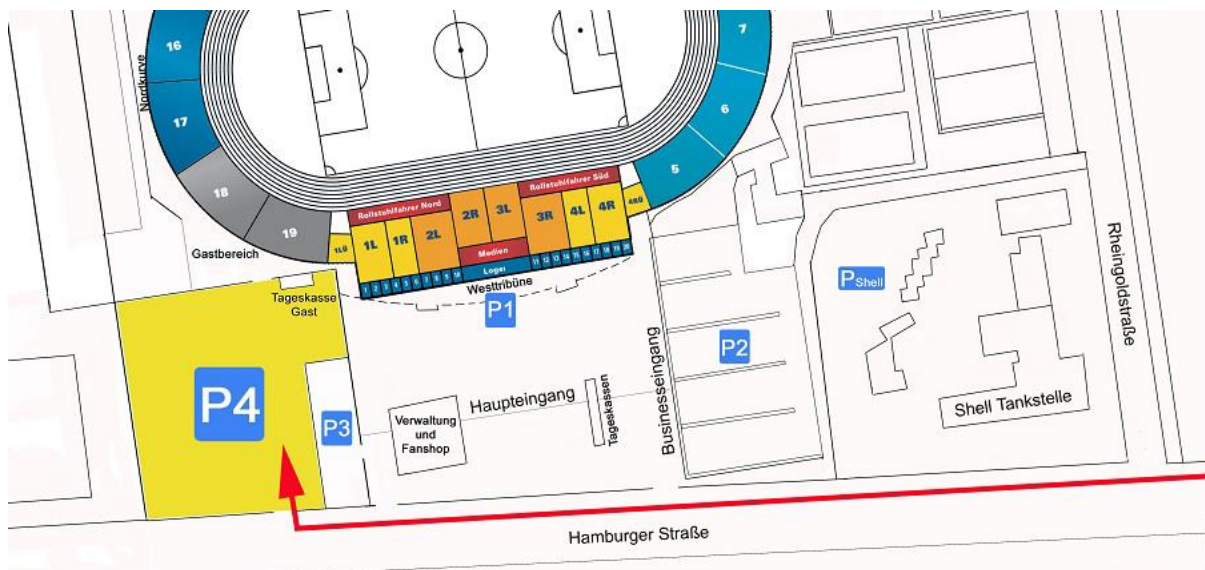 16
Nordkurve
17
18
19
Gastbereich
7
6
5
Rollstuhlfahrer Nord
Rollstuhlfahrer Süd
1LÜ
1L
1R
2L
2R
3L
3R
4L
4R
4RÜ
Medien
1 2 3 4 5 6 7 8 9 10
Logen
11 12 13 14 15 16 17 18 19 20
Westtribüne
Tageskasse
Gast
P1
P2
PShell
Rheingoldstraße
P4
P3
Verwaltung
und
Fanshop
Haupteingang
Tageskassen
Businesseingang
Shell Tankstelle
Hamburger Straße